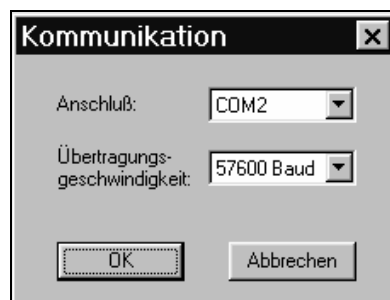 Kommunikation
Anschluß: COM2
Übertragungs-
geschwindigkeit: 57600 Baud
OK Abbrechen